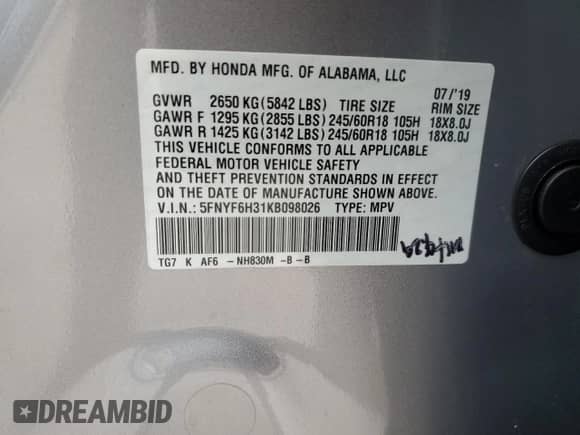 MFD. BY HONDA MFG. OF ALABAMA, LLC
07/'19
GVWR 2650 KG (5842 LBS) TIRE SIZE RIM SIZE
GAWR F 1295 KG (2855 LBS) 245/60R18 105H 18X8.0J
GAWR R 1425 KG (3142 LBS) 245/60R18 105H 18X8.0J
THIS VEHICLE CONFORMS TO ALL APPLICABLE
FEDERAL MOTOR VEHICLE SAFETY
AND THEFT PREVENTION STANDARDS IN EFFECT
ON THE DATE OF MANUFACTURE SHOWN ABOVE.
V.I.N.: 5FNYF6H31KB098026 TYPE: MPV
TG7 K AF6 -NH830M -B -B
DREAMBID